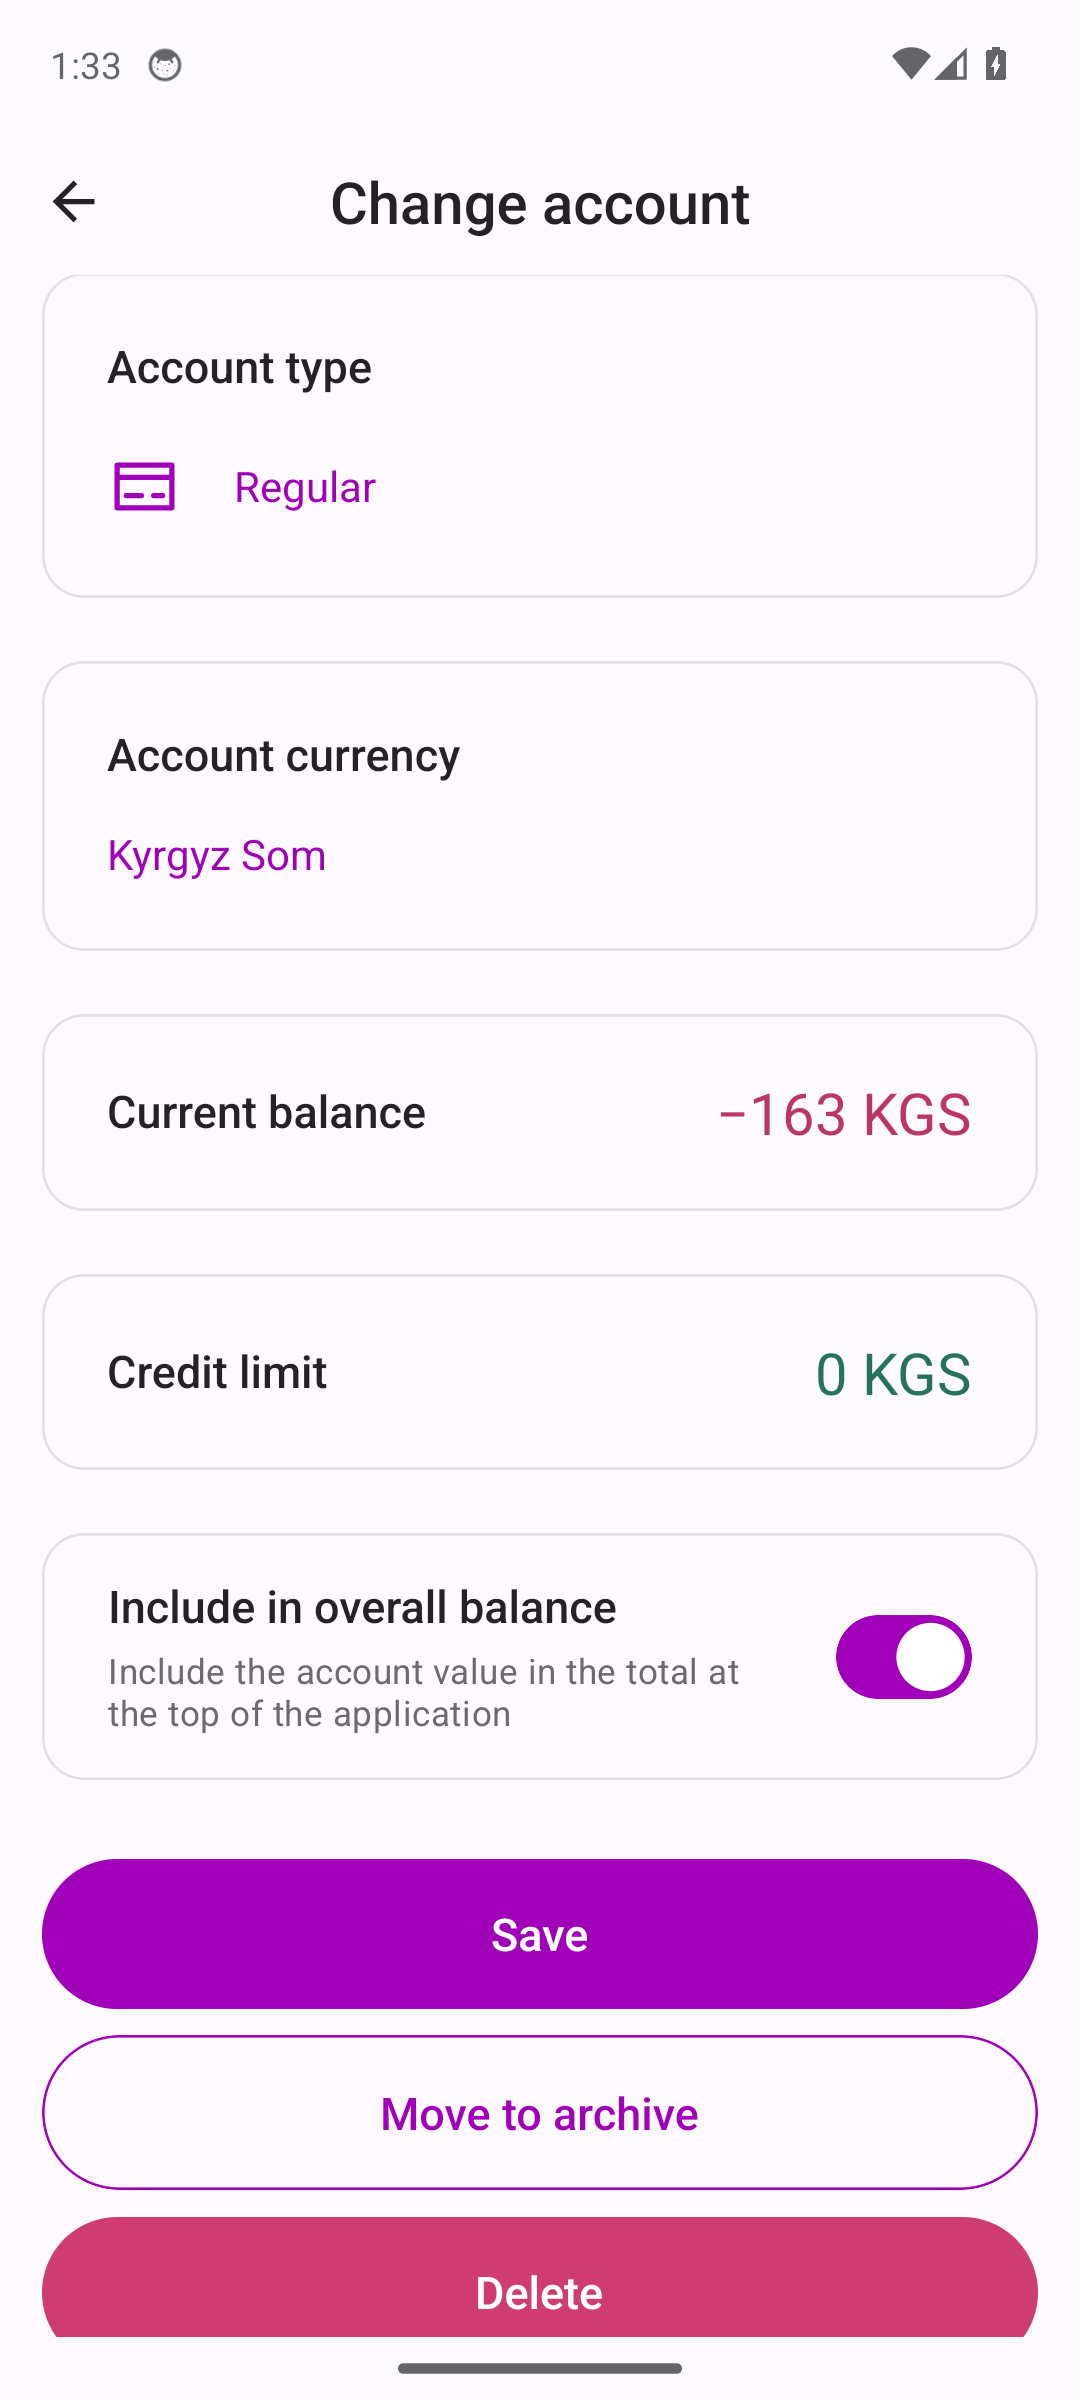 1:33
Change account
Account type
Regular
Account currency
Kyrgyz Som
Current balance
–163 KGS
Credit limit
0 KGS
Include in overall balance
Include the account value in the total at
the top of the application
Save
Move to archive
Delete